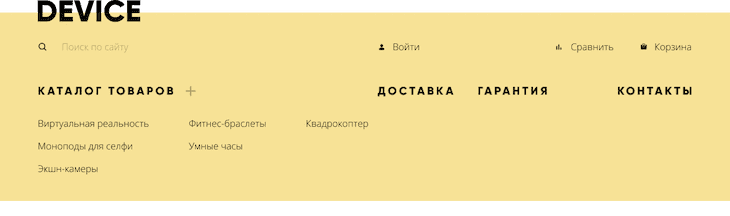 DEVICE
Поиск по сайту
Войти
Сравнить
Корзина
КАТАЛОГ ТОВАРОВ +
ДОСТАВКА
ГАРАНТИЯ
КОНТАКТЫ
Виртуальная реальность
Фитнес-браслеты
Квадрокоптер
Моноподы для селфи
Умные часы
Экшн-камеры